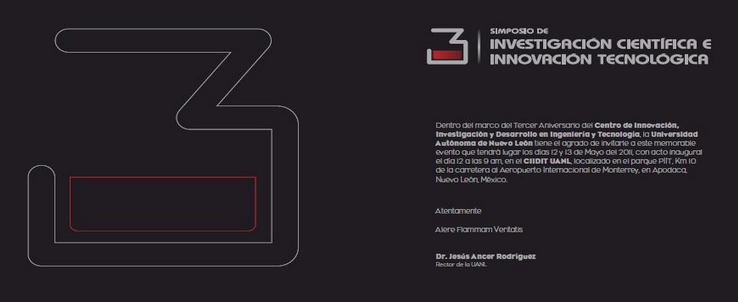 SIMPOSIO DE
INVESTIGACIÓN CIENTÍFICA E
INNOVACIÓN TECNOLÓGICA
Dentro del marco del Tercer Aniversario del Centro de Innovación,
Investigación y Desarrollo en Ingeniería y Tecnología, la Universidad
Autónoma de Nuevo León tiene el agrado de invitarle a este memorable
evento que tendrá lugar los días 12 y 13 de Mayo del 2011, con acto inaugural
el día 12 a las 9 am, en el CIIDIT UANL, localizado en el parque PIIT, Km 10
de la carretera al Aeropuerto Internacional de Monterrey, en Apodaca,
Nuevo León, México.
Atentamente
Alere Flammam Veritatis
Dr. Jesús Ancer Rodríguez
Rector de la UANL